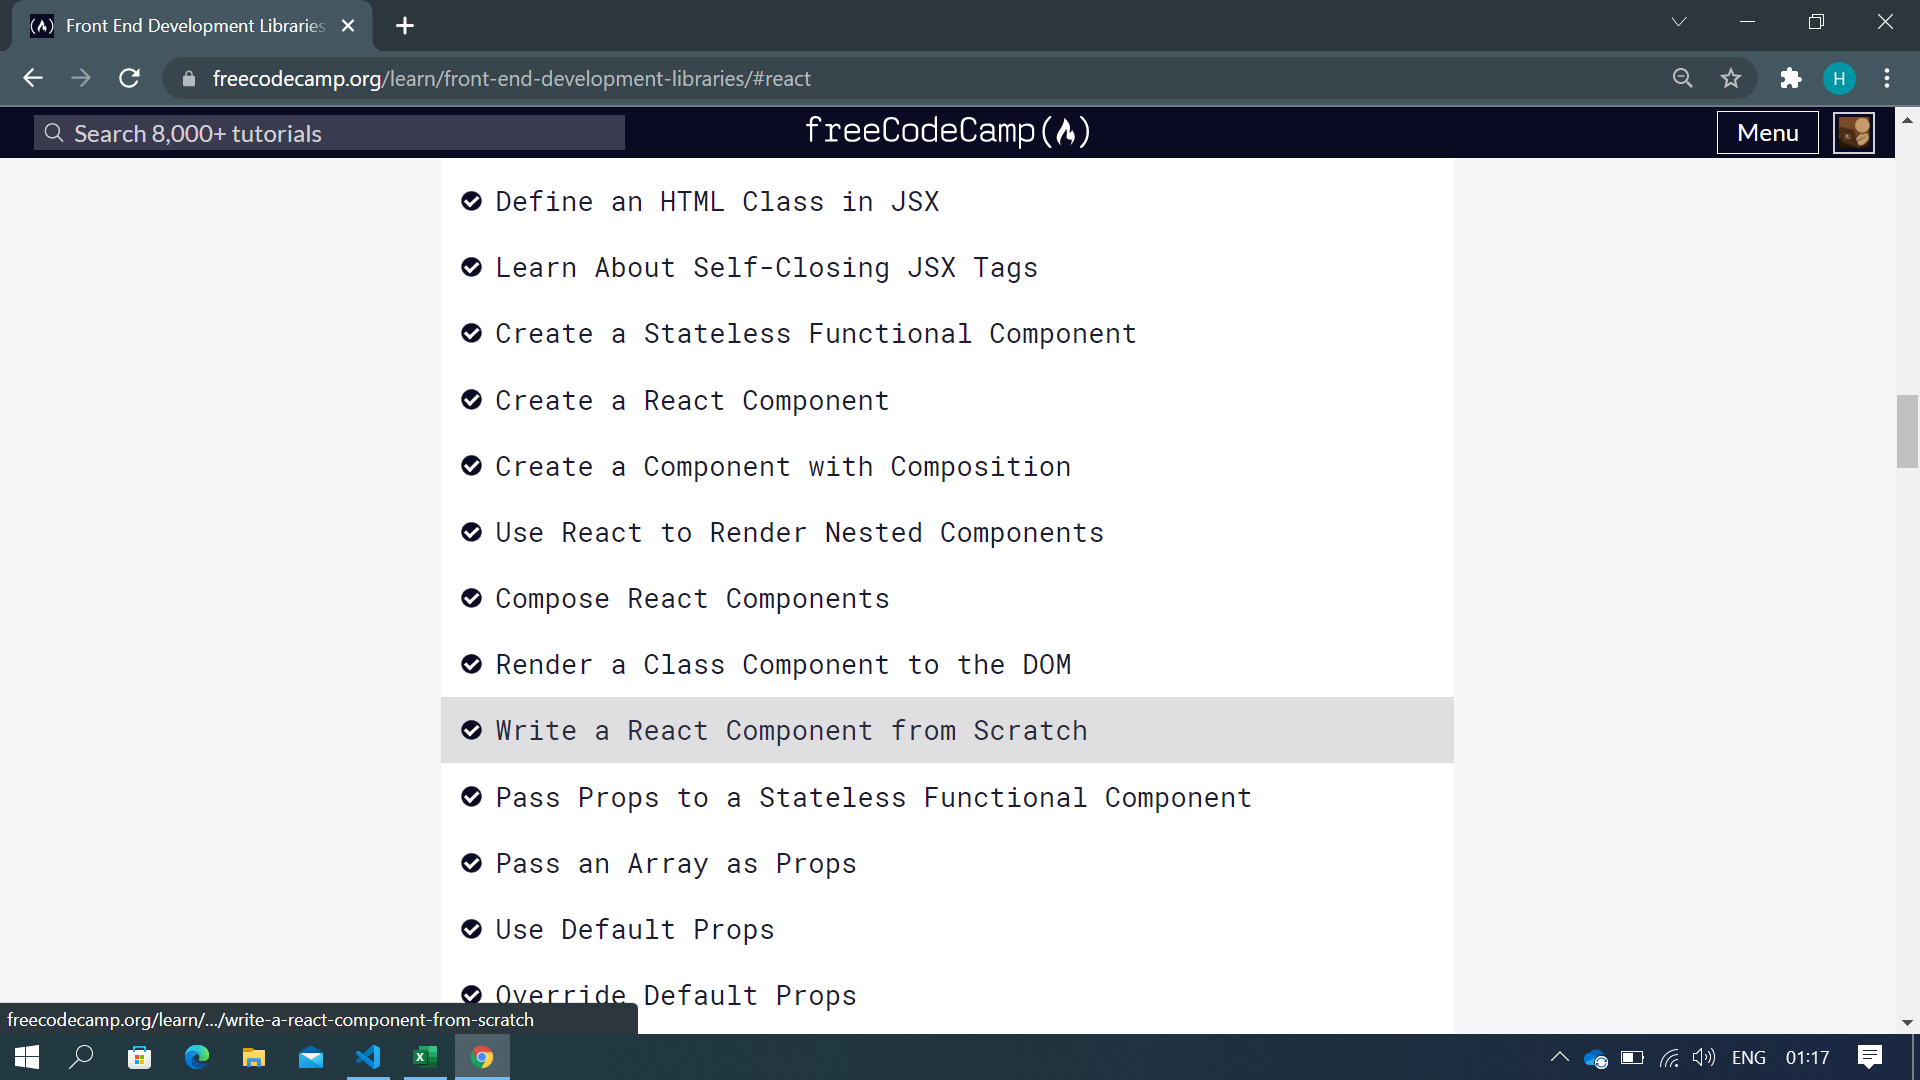 Front End Development Libraries
freecodecamp.org/learn/front-end-development-libraries/#react
H
Search 8,000+ tutorials
freeCodeCamp
Menu
Define an HTML Class in JSX
Learn About Self-Closing JSX Tags
Create a Stateless Functional Component
Create a React Component
Create a Component with Composition
Use React to Render Nested Components
Compose React Components
Render a Class Component to the DOM
Write a React Component from Scratch
Pass Props to a Stateless Functional Component
Pass an Array as Props
Use Default Props
Override Default Props
freecodecamp.org/learn/.../write-a-react-component-from-scratch
ENG
01:17